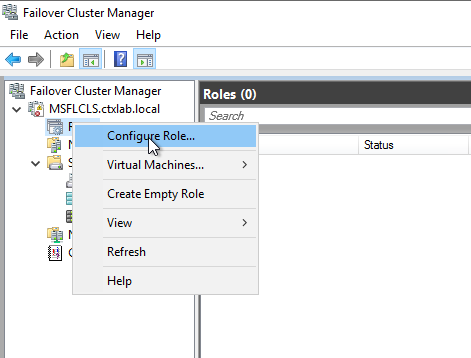 Failover Cluster Manager
File Action View Help
Failover Cluster Manager
MSFLCLS.ctxlab.local
Roles (0)
Search
Status
Configure Role...
Virtual Machines...
Create Empty Role
View
Refresh
Help